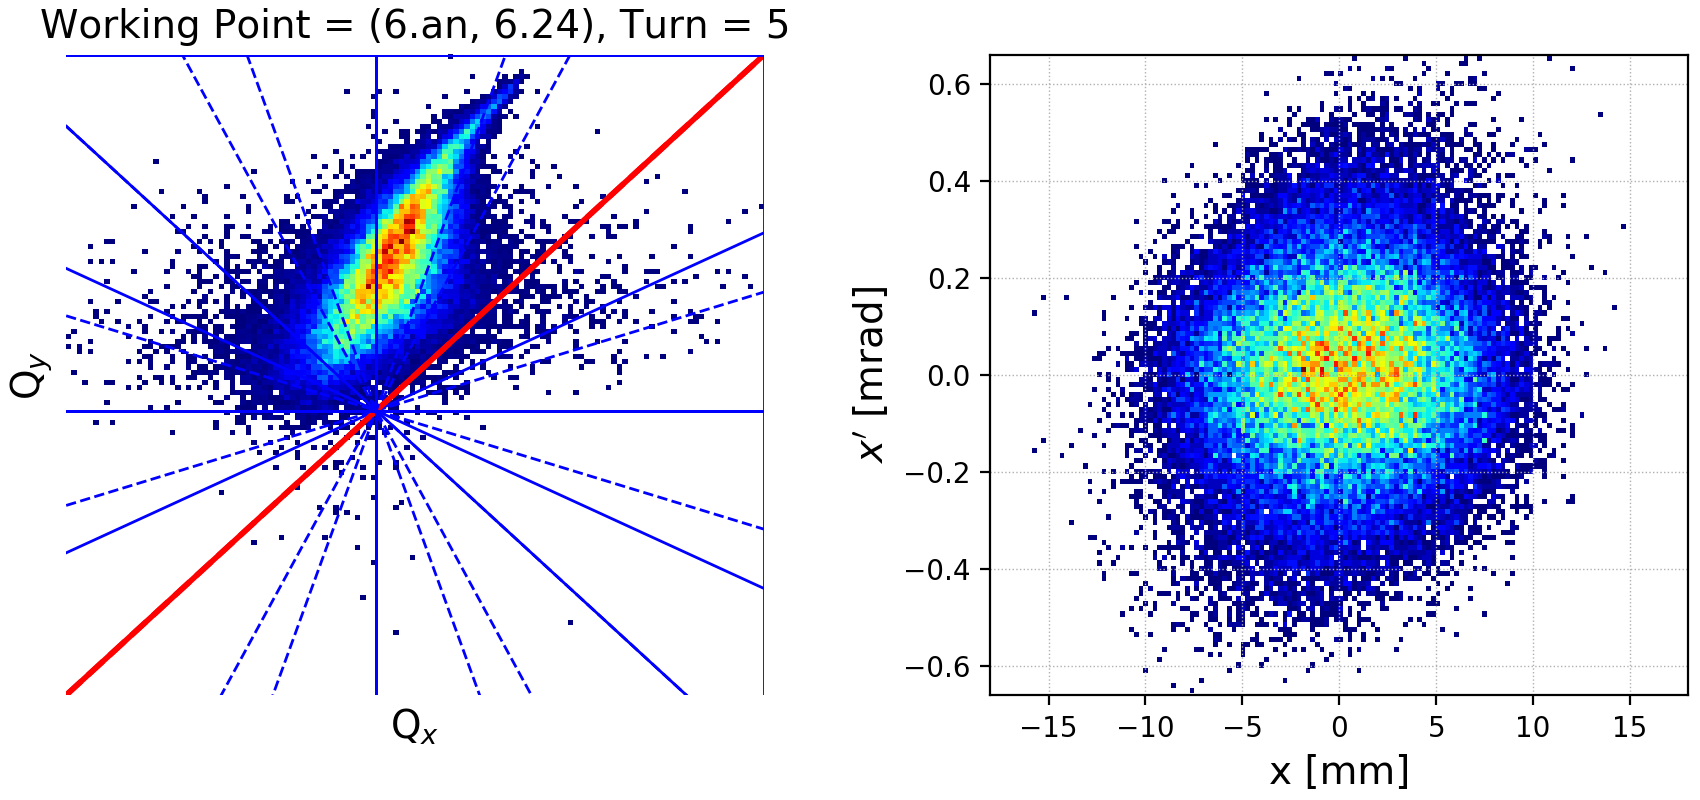 Working Point = (6.an, 6.24), Turn = 5
Qy
Qx
0.6
0.4
0.2
0.0
−0.2
−0.4
−0.6
x′ [mrad]
−15 −10 −5 0 5 10 15
x [mm]